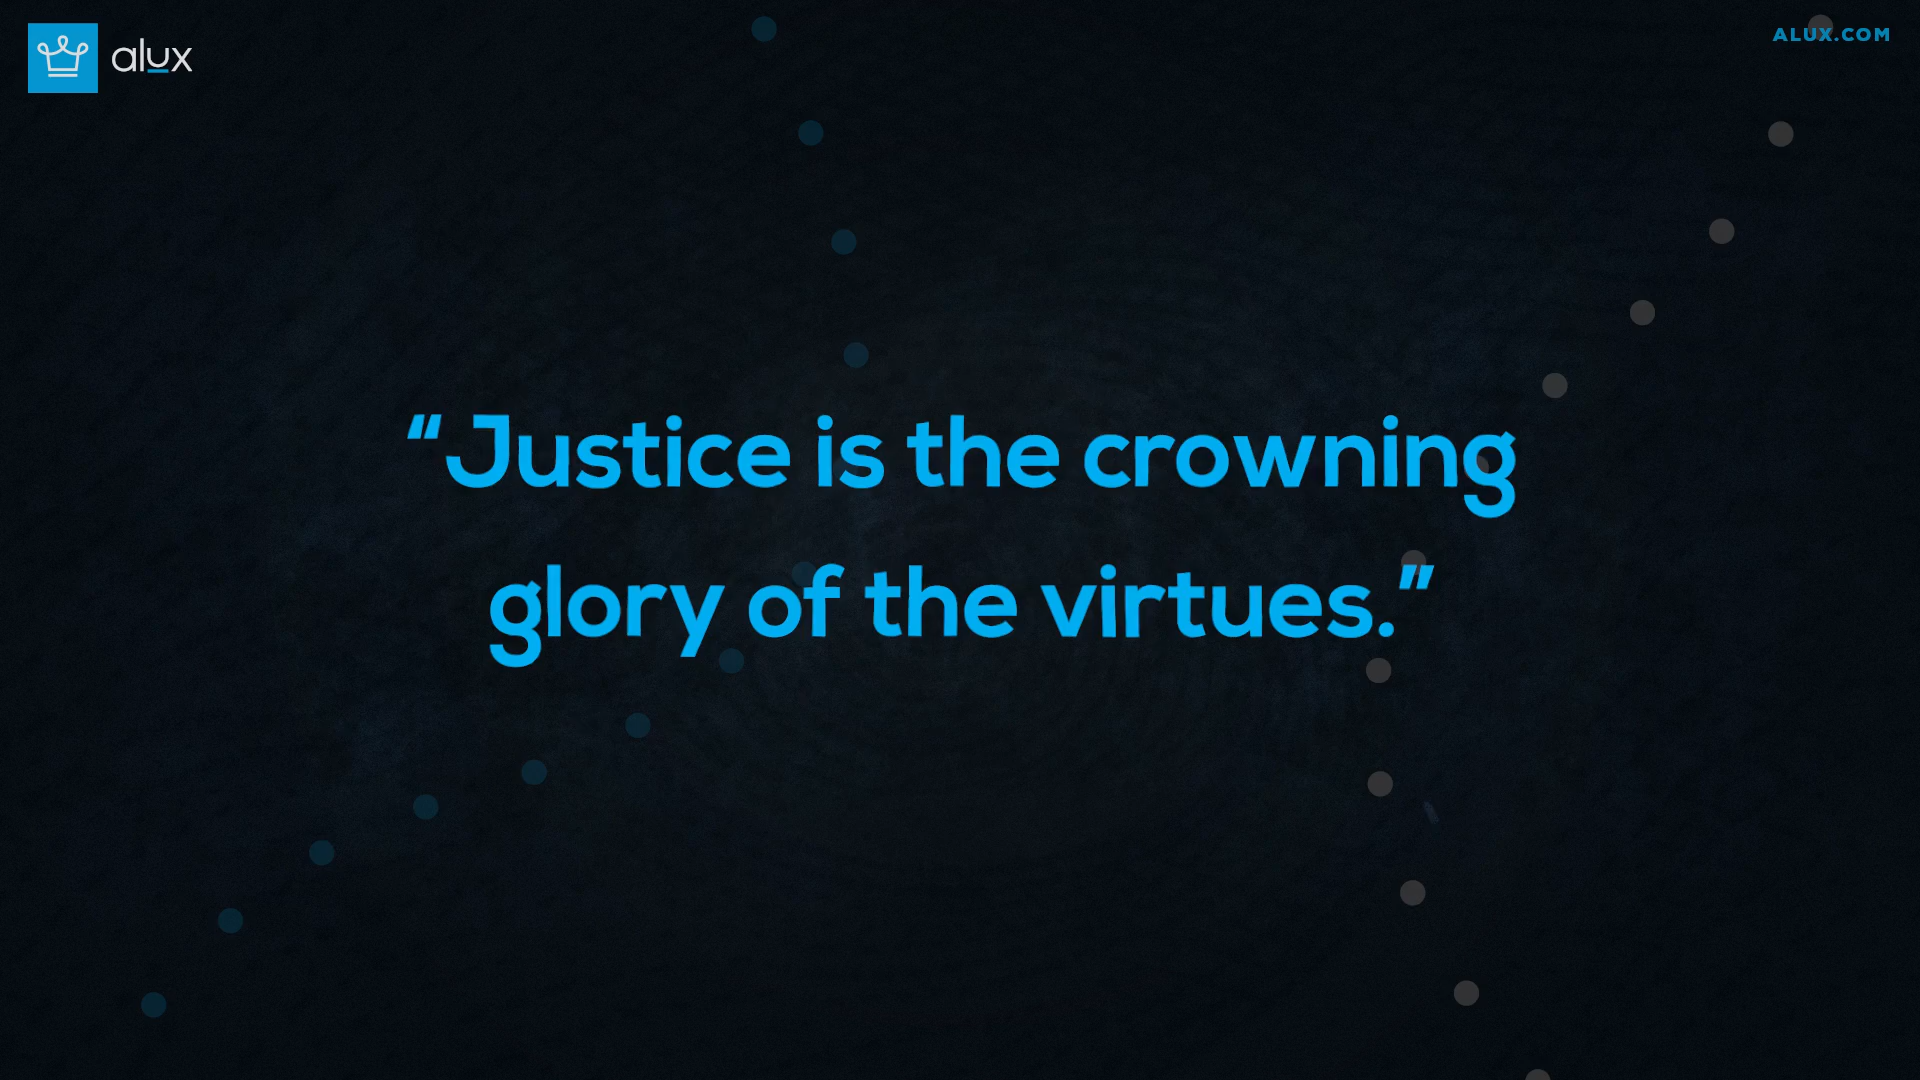 alux
ALUX.COM
“Justice is the crowning
glory of the virtues.”